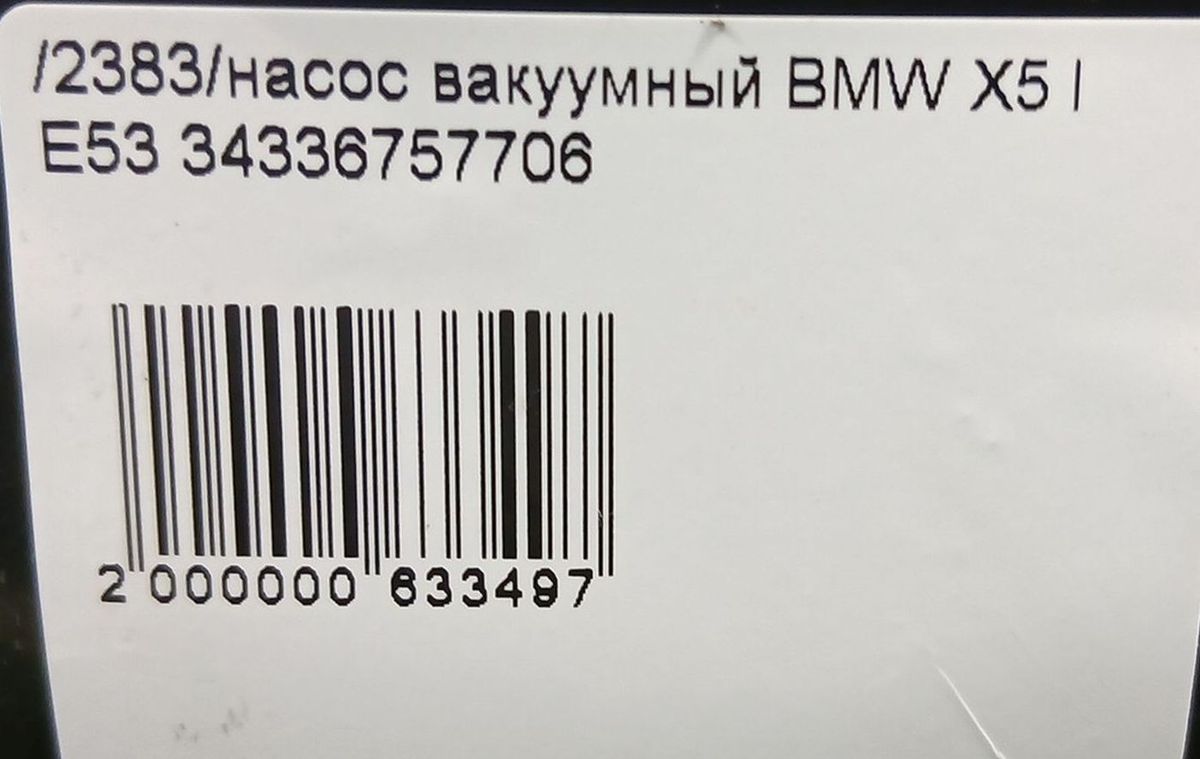 /2383/насос вакуумный BMW X5 I
E53 34336757706
2 000000 633497